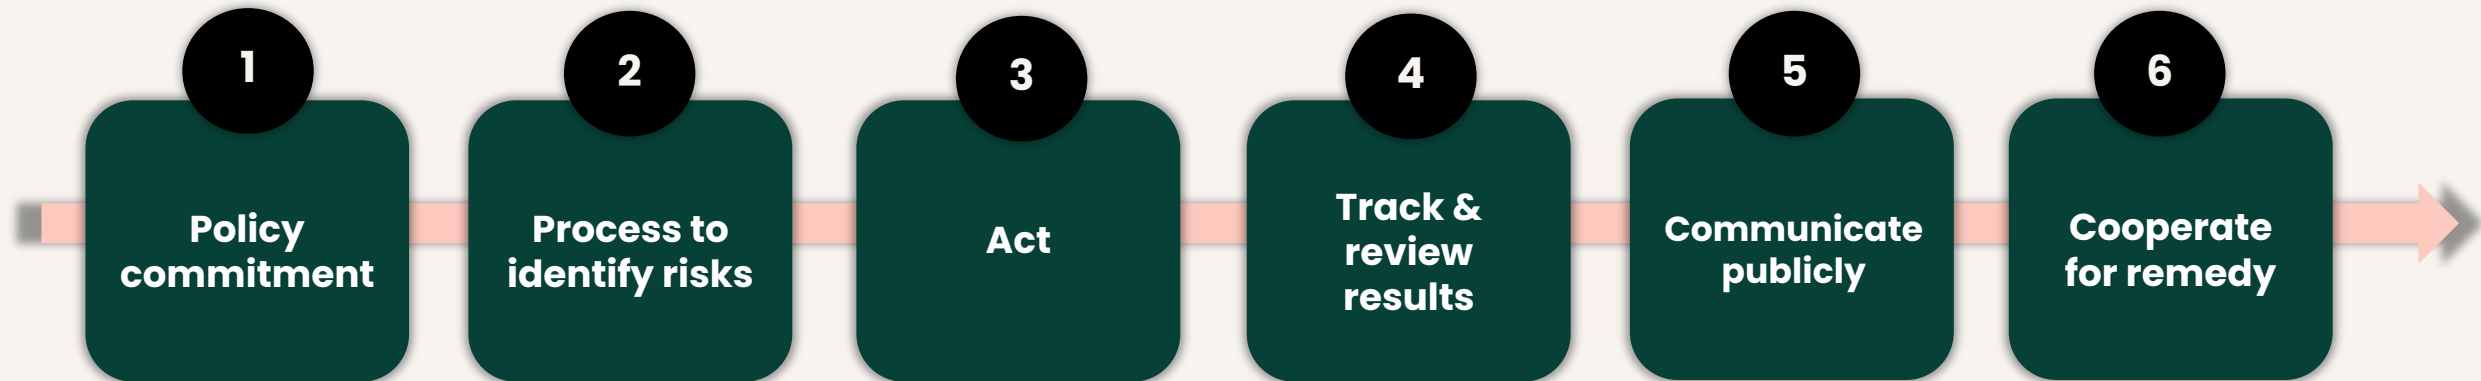 1
Policy
commitment
2
Process to
identify risks
3
Act
4
Track &
review
results
5
Communicate
publicly
6
Cooperate
for remedy